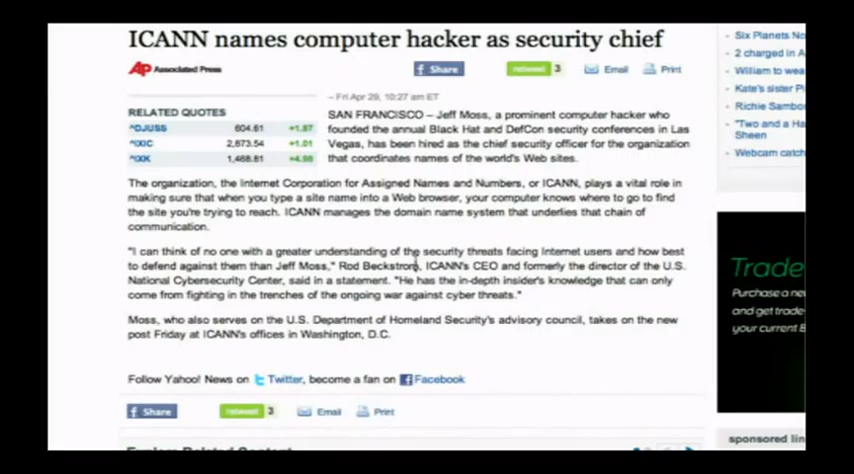 ICANN names computer hacker as security chief
AP Associated Press
Share
retweet 3
Email
Print
– Fri Apr 29, 10:27 am ET
RELATED QUOTES
^DJUSS 604.61 +1.87
^IXIC 2,873.54 +1.01
^IXK 1,468.81 +4.98
SAN FRANCISCO – Jeff Moss, a prominent computer hacker who
founded the annual Black Hat and DefCon security conferences in Las
Vegas, has been hired as the chief security officer for the organization
that coordinates names of the world's Web sites.
The organization, the Internet Corporation for Assigned Names and Numbers, or ICANN, plays a vital role in
making sure that when you type a site name into a Web browser, your computer knows where to go to find
the site you're trying to reach. ICANN manages the domain name system that underlies that chain of
communication.
"I can think of no one with a greater understanding of the security threats facing Internet users and how best
to defend against them than Jeff Moss," Rod Beckstrom, ICANN's CEO and formerly the director of the U.S.
National Cybersecurity Center, said in a statement. "He has the in-depth insider's knowledge that can only
come from fighting in the trenches of the ongoing war against cyber threats."
Moss, who also serves on the U.S. Department of Homeland Security's advisory council, takes on the new
post Friday at ICANN's offices in Washington, D.C.
Follow Yahoo! News on Twitter, become a fan on Facebook
Share
retweet 3
Email
Print
Six Planets
2 charged in
William to
Kate's sister
Richie
"Two and a
Sheen
Webcam
Trade
Purchase a
and get
your current
sponsored